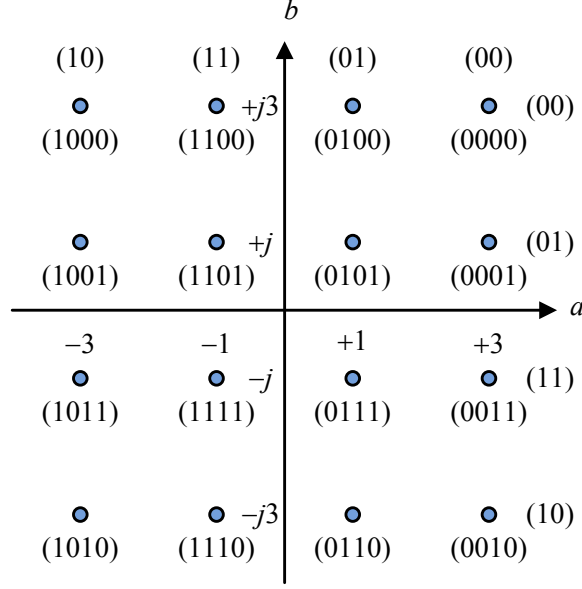 b
(10) (11) (01) (00)
+j3 (00)
(1000) (1100) (0100) (0000)
+j (01)
(1001) (1101) (0101) (0001)
a
−3 −1 +1 +3
−j (11)
(1011) (1111) (0111) (0011)
−j3 (10)
(1010) (1110) (0110) (0010)